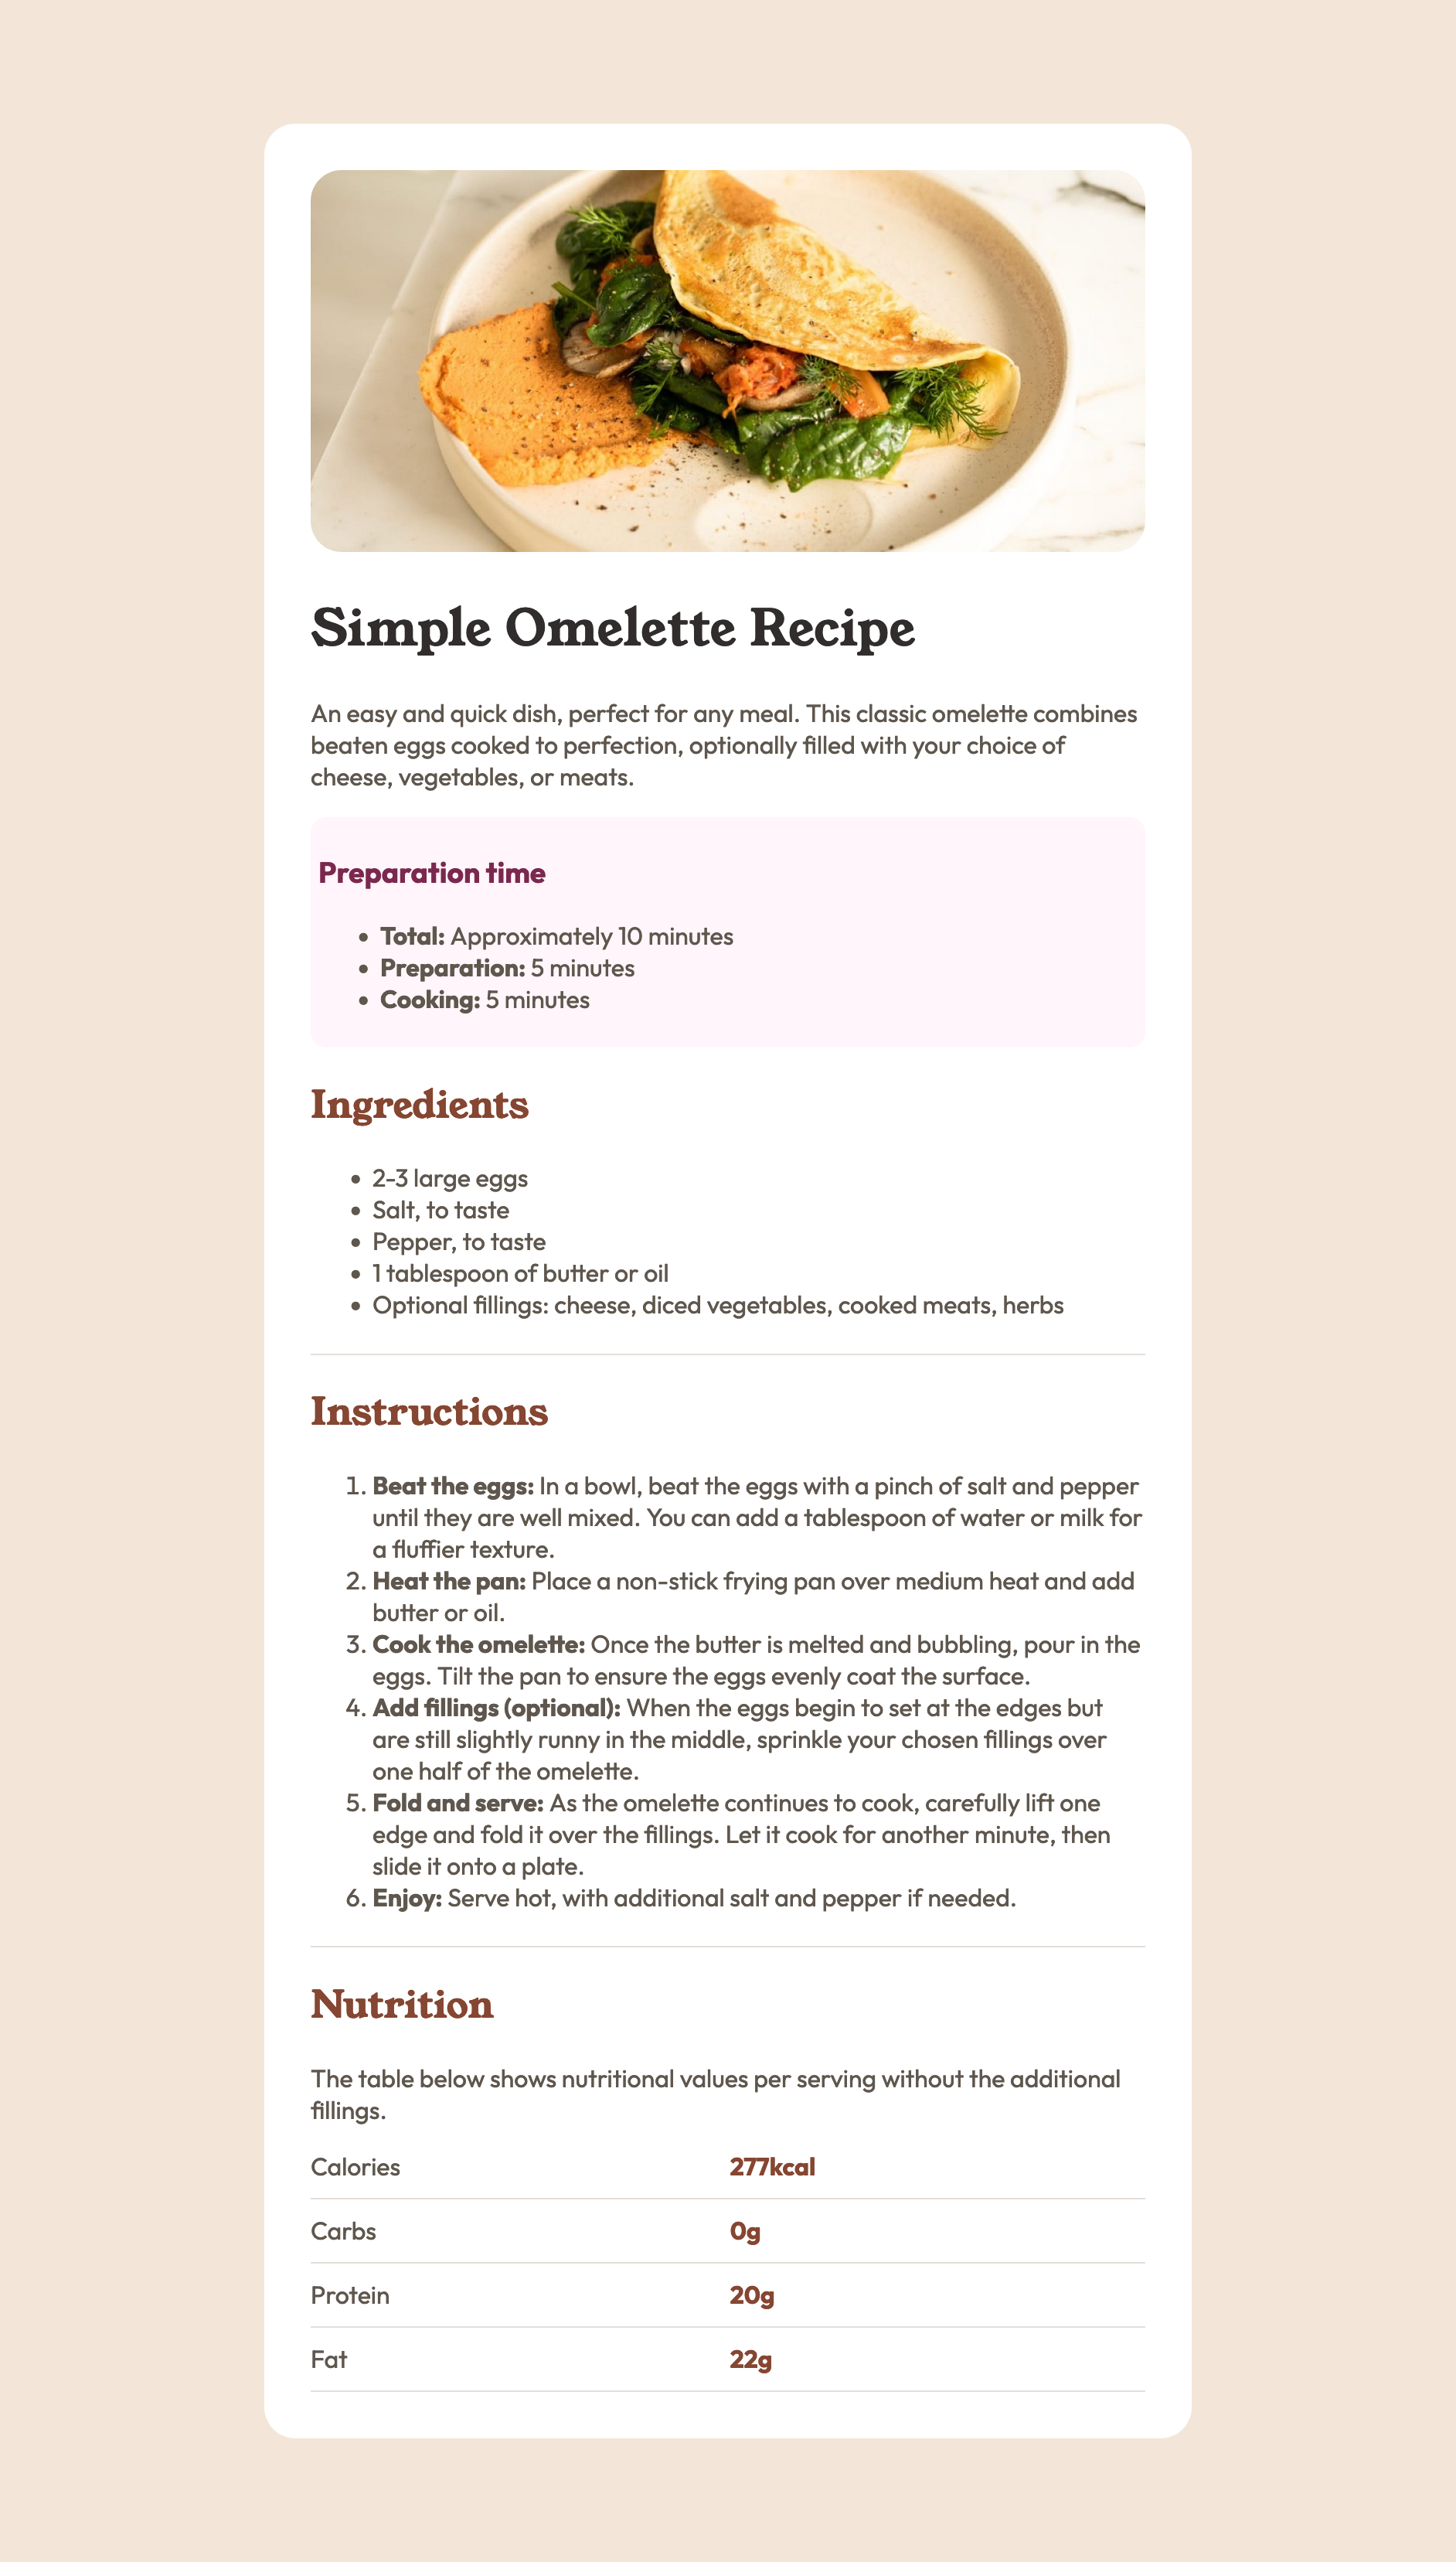 Simple Omelette Recipe
An easy and quick dish, perfect for any meal. This classic omelette combines
beaten eggs cooked to perfection, optionally filled with your choice of
cheese, vegetables, or meats.
Preparation time
• Total: Approximately 10 minutes
• Preparation: 5 minutes
• Cooking: 5 minutes
Ingredients
• 2-3 large eggs
• Salt, to taste
• Pepper, to taste
• 1 tablespoon of butter or oil
• Optional fillings: cheese, diced vegetables, cooked meats, herbs
Instructions
1. Beat the eggs: In a bowl, beat the eggs with a pinch of salt and pepper
until they are well mixed. You can add a tablespoon of water or milk for
a fluffier texture.
2. Heat the pan: Place a non-stick frying pan over medium heat and add
butter or oil.
3. Cook the omelette: Once the butter is melted and bubbling, pour in the
eggs. Tilt the pan to ensure the eggs evenly coat the surface.
4. Add fillings (optional): When the eggs begin to set at the edges but
are still slightly runny in the middle, sprinkle your chosen fillings over
one half of the omelette.
5. Fold and serve: As the omelette continues to cook, carefully lift one
edge and fold it over the fillings. Let it cook for another minute, then
slide it onto a plate.
6. Enjoy: Serve hot, with additional salt and pepper if needed.
Nutrition
The table below shows nutritional values per serving without the additional
fillings.
Calories 277kcal
Carbs 0g
Protein 20g
Fat 22g